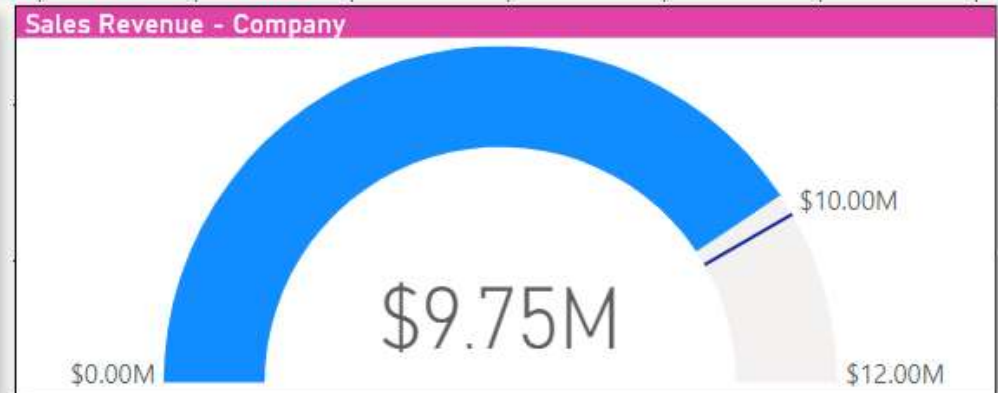 Sales Revenue - Company
$10.00M
$9.75M
$0.00M
$12.00M